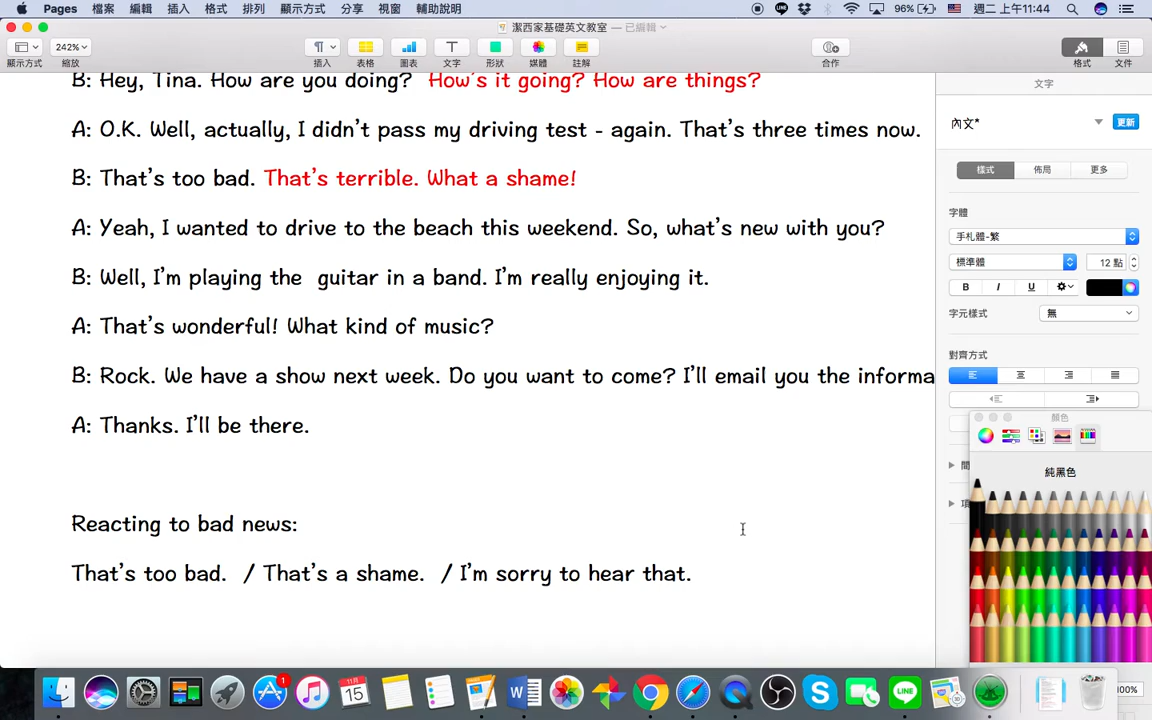 Pages 檔案 編輯 插入 格式 排列 顯示方式 分享 視窗 輔助說明 96% 週二上午11:44
潔西家基礎英文教室 — 已編輯
242%
顯示方式 縮放 插入 表格 圖表 文字 形狀 媒體 註解 合作 格式 文件
文字
B: Hey, Tina. How are you doing? How's it going? How are things?
內文* 更新
A: O.K. Well, actually, I didn't pass my driving test - again. That's three times now.
樣式 佈局 更多
B: That's too bad. That's terrible. What a shame!
字體
A: Yeah, I wanted to drive to the beach this weekend. So, what's new with you?
手札體-繁
標準體 12 點
B: Well, I'm playing the guitar in a band. I'm really enjoying it.
B I U
字元樣式 無
A: That's wonderful! What kind of music?
對齊方式
B: Rock. We have a show next week. Do you want to come? I'll email you the informa
A: Thanks. I'll be there.
顏色
純黑色
Reacting to bad news:
That's too bad. / That's a shame. / I'm sorry to hear that.
1
11月
15
W
S
LINE
30
100%